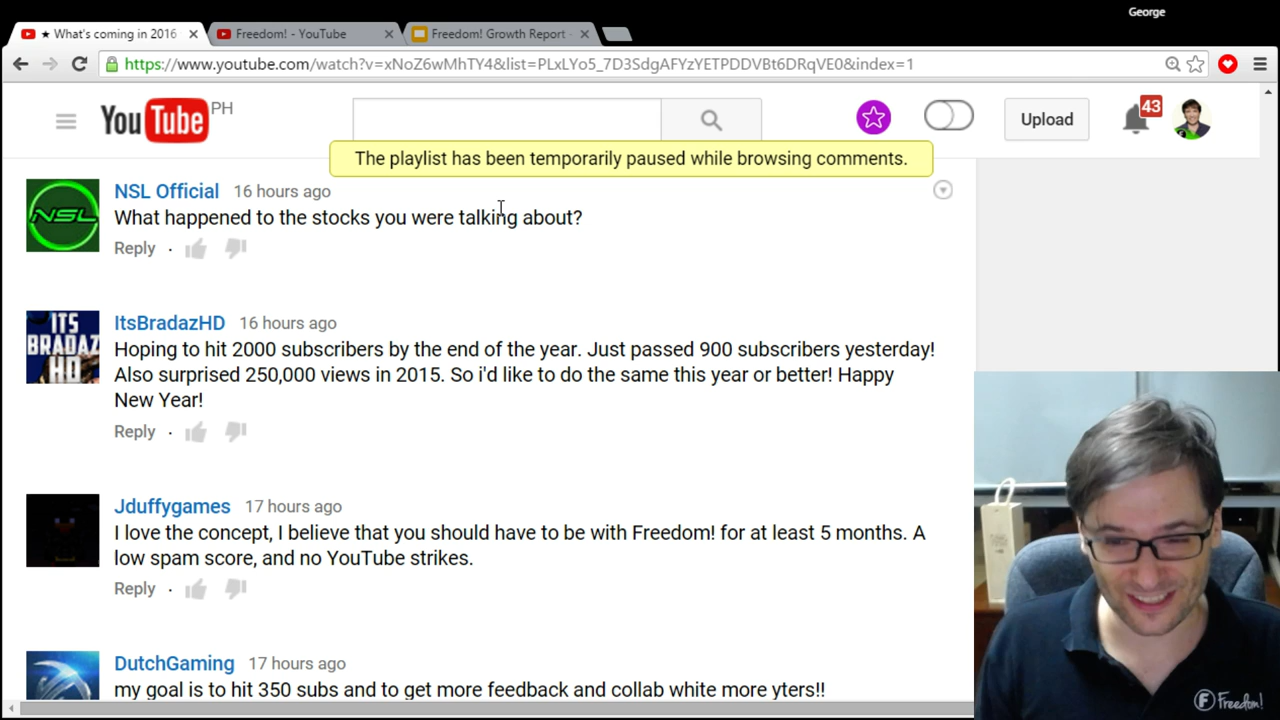 George
★ What's coming in 2016
Freedom! - YouTube
Freedom! Growth Report -
https://www.youtube.com/watch?v=xNoZ6wMhTY4&list=PLxLYo5_7D3SdgAFYzYETPDDVBt6DRqVE0&index=1
YouTube PH
Upload
43
The playlist has been temporarily paused while browsing comments.
NSL
NSL Official 16 hours ago
What happened to the stocks you were talking about?
Reply ·
ITS
BRADAZ
HD
ItsBradazHD 16 hours ago
Hoping to hit 2000 subscribers by the end of the year. Just passed 900 subscribers yesterday!
Also surprised 250,000 views in 2015. So i'd like to do the same this year or better! Happy
New Year!
Reply ·
Jduffygames 17 hours ago
I love the concept, I believe that you should have to be with Freedom! for at least 5 months. A
low spam score, and no YouTube strikes.
Reply ·
DutchGaming 17 hours ago
my goal is to hit 350 subs and to get more feedback and collab white more yters!!
F Freedom!